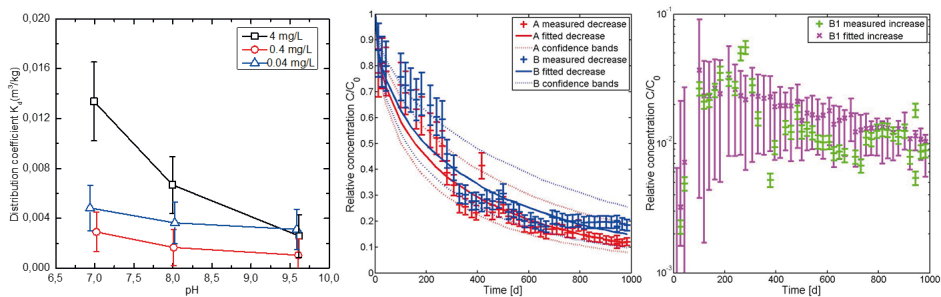 0,020
0,016
0,012
0,008
0,004
0,000
Distribution coefficient Kd(m³/kg)
6,5 7,0 7,5 8,0 8,5 9,0 9,5 10,0
pH
4 mg/L
0.4 mg/L
0.04 mg/L
1
0.9
0.8
0.7
0.6
0.5
0.4
0.3
0.2
0.1
0
Relative concentration C/C0
0 200 400 600 800 1000
Time [d]
A measured decrease
A fitted decrease
A confidence bands
B measured decrease
B fitted decrease
B confidence bands
10-1
10-2
10-3
Relative concentration C/C0
0 200 400 600 800 1000
Time [d]
B1 measured increase
B1 fitted increase